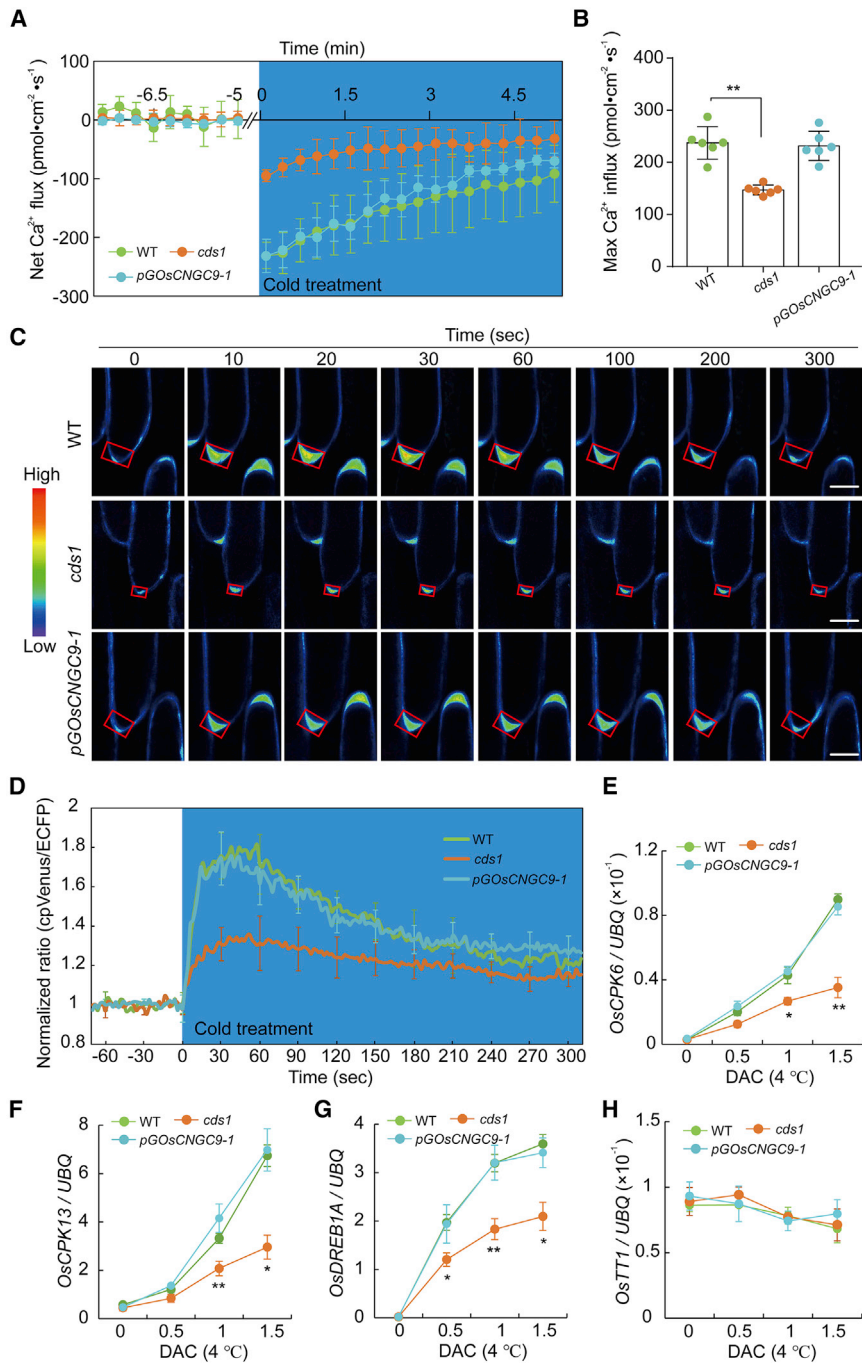 A
Time (min)
-6.5
-5
0
1.5
3
4.5
100
0
-100
-200
-300
Net Ca²⁺ flux (pmol•cm⁻²•s⁻¹)
WT
cds1
pGOsCNGC9-1
Cold treatment
B
400
300
200
100
0
Max Ca²⁺ influx (pmol•cm⁻²•s⁻¹)
**
WT
cds1
pGOsCNGC9-1
C
Time (sec)
0 10 20 30 60 100 200 300
WT
cds1
pGOsCNGC9-1
High
Low
D
2
1.8
1.6
1.4
1.2
1.0
0.8
Normalized ratio (cpVenus/ECFP)
WT
cds1
pGOsCNGC9-1
Cold treatment
-60 -30 0 30 60 90 120 150 180 210 240 270 300
Time (sec)
E
WT
cds1
pGOsCNGC9-1
1.2
0.8
0.4
0
OsCPK6 / UBQ (×10⁻¹)
*
**
0 0.5 1 1.5
DAC (4 ℃)
F
WT
cds1
pGOsCNGC9-1
8
6
4
2
0
OsCPK13 / UBQ
**
*
0 0.5 1 1.5
DAC (4 ℃)
G
WT
cds1
pGOsCNGC9-1
4
3
2
1
0
OsDREB1A / UBQ
*
**
*
0 0.5 1 1.5
DAC (4 ℃)
H
WT
cds1
pGOsCNGC9-1
1.5
1
0.5
0
OsTT1 / UBQ (×10⁻¹)
0 0.5 1 1.5
DAC (4 ℃)